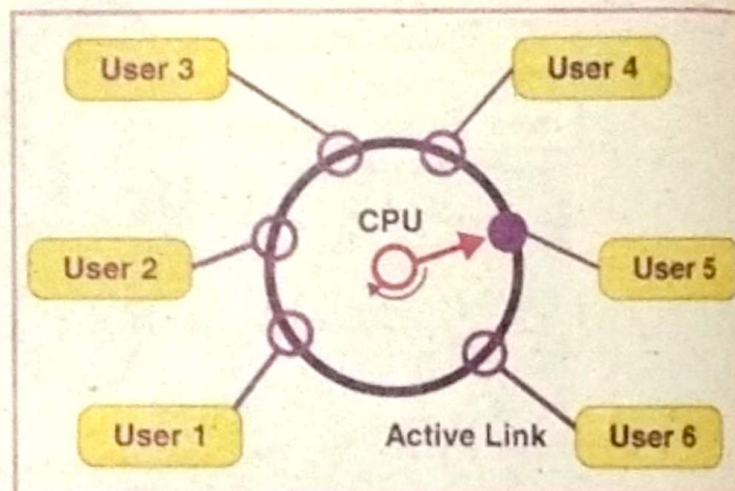 User 3
User 4
CPU
User 2
User 5
User 1
Active Link
User 6